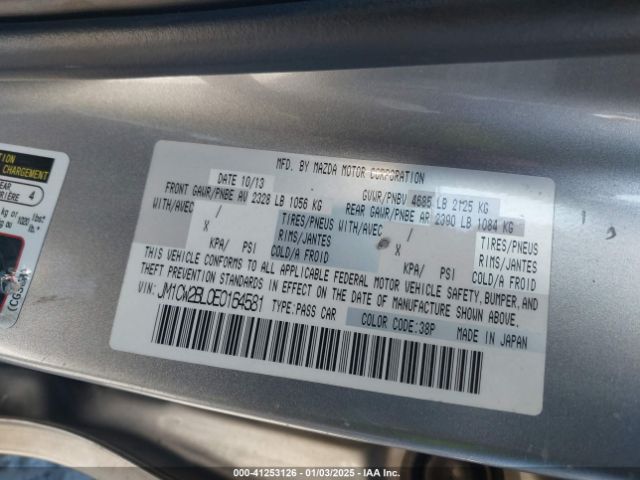 MFD. BY MAZDA MOTOR CORPORATION
DATE 10/13 GVWR/PNBV 4685 LB 2125 KG
FRONT GAWR/PNBE AV 2328 LB 1056 KG REAR GAWR/PNBE AR 2390 LB 1084 KG
WITH/AVEC / TIRES/PNEUS WITH/AVEC / TIRES/PNEUS
X RIMS/JANTES X RIMS/JANTES
KPA/ PSI COLD/A FROID KPA/ PSI COLD/A FROID
THIS VEHICLE CONFORMS TO ALL APPLICABLE FEDERAL MOTOR VEHICLE SAFETY, BUMPER, AND
THEFT PREVENTION STANDARDS IN EFFECT ON THE DATE OF MANUFACTURE SHOWN ABOVE.
VIN: JM1CW2BL0E0164581 TYPE:PASS CAR COLOR CODE:38P MADE IN JAPAN
CHARGEMENT
4
kg or
000-41253126 - 01/03/2025 - IAA Inc.